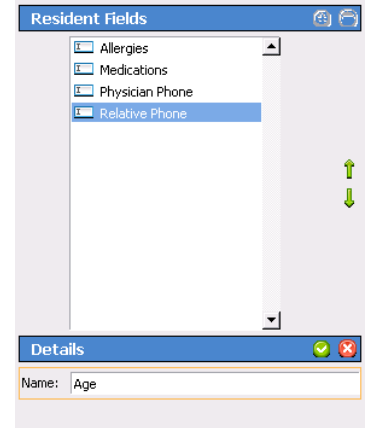 Resident Fields
Allergies
Medications
Physician Phone
Relative Phone
Details
Name: Age